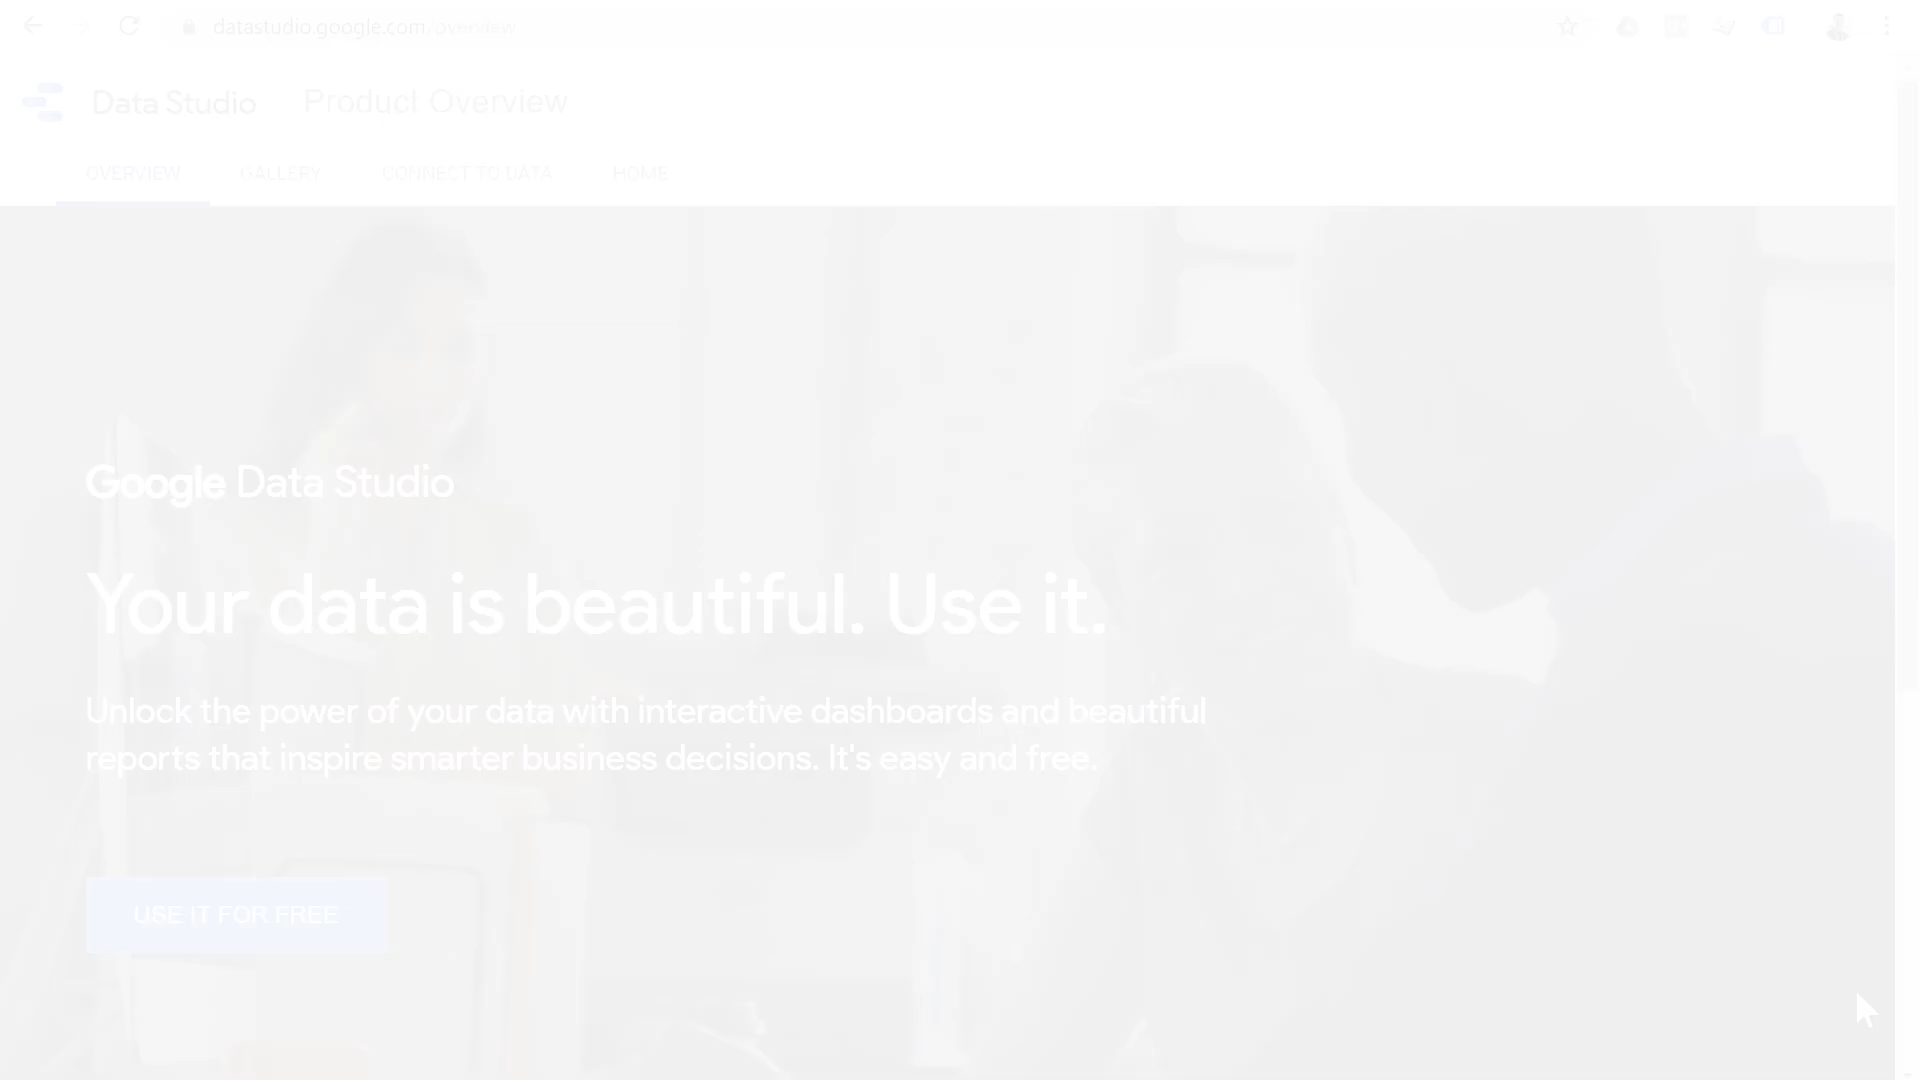 datastudio.google.com/overview
Data Studio Product Overview
OVERVIEW GALLERY CONNECT TO DATA HOME
Google Data Studio
Your data is beautiful. Use it.
Unlock the power of your data with interactive dashboards and beautiful
reports that inspire smarter business decisions. It's easy and free.
USE IT FOR FREE